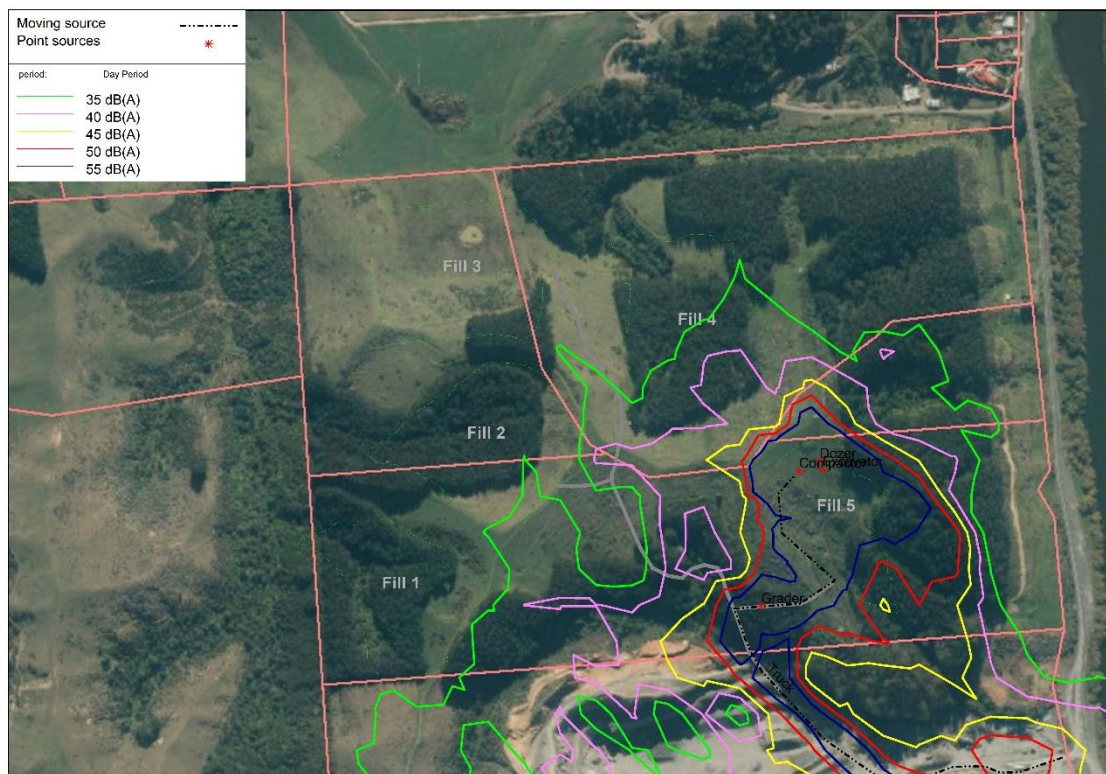 Moving source
Point sources
period: Day Period
35 dB(A)
40 dB(A)
45 dB(A)
50 dB(A)
55 dB(A)
Fill 3
Fill 4
Fill 2
Dozer
Excavator
Compactor
Fill 5
Fill 1
Grader
Truck